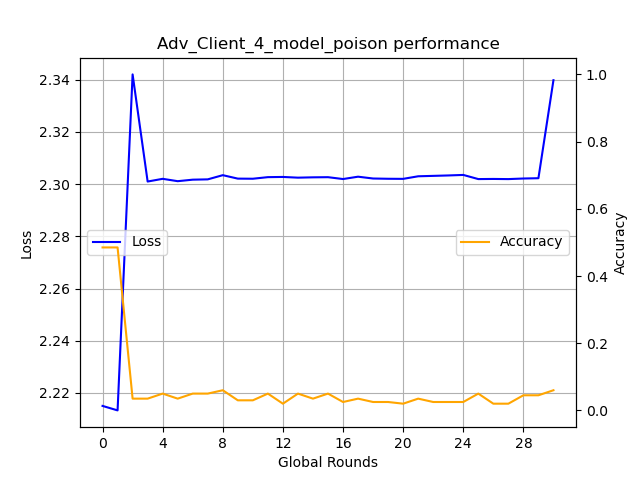 Adv_Client_4_model_poison performance
2.34
2.32
2.30
2.28
2.26
2.24
2.22
Loss
Loss
Accuracy
1.0
0.8
0.6
0.4
0.2
0.0
Accuracy
0 4 8 12 16 20 24 28
Global Rounds